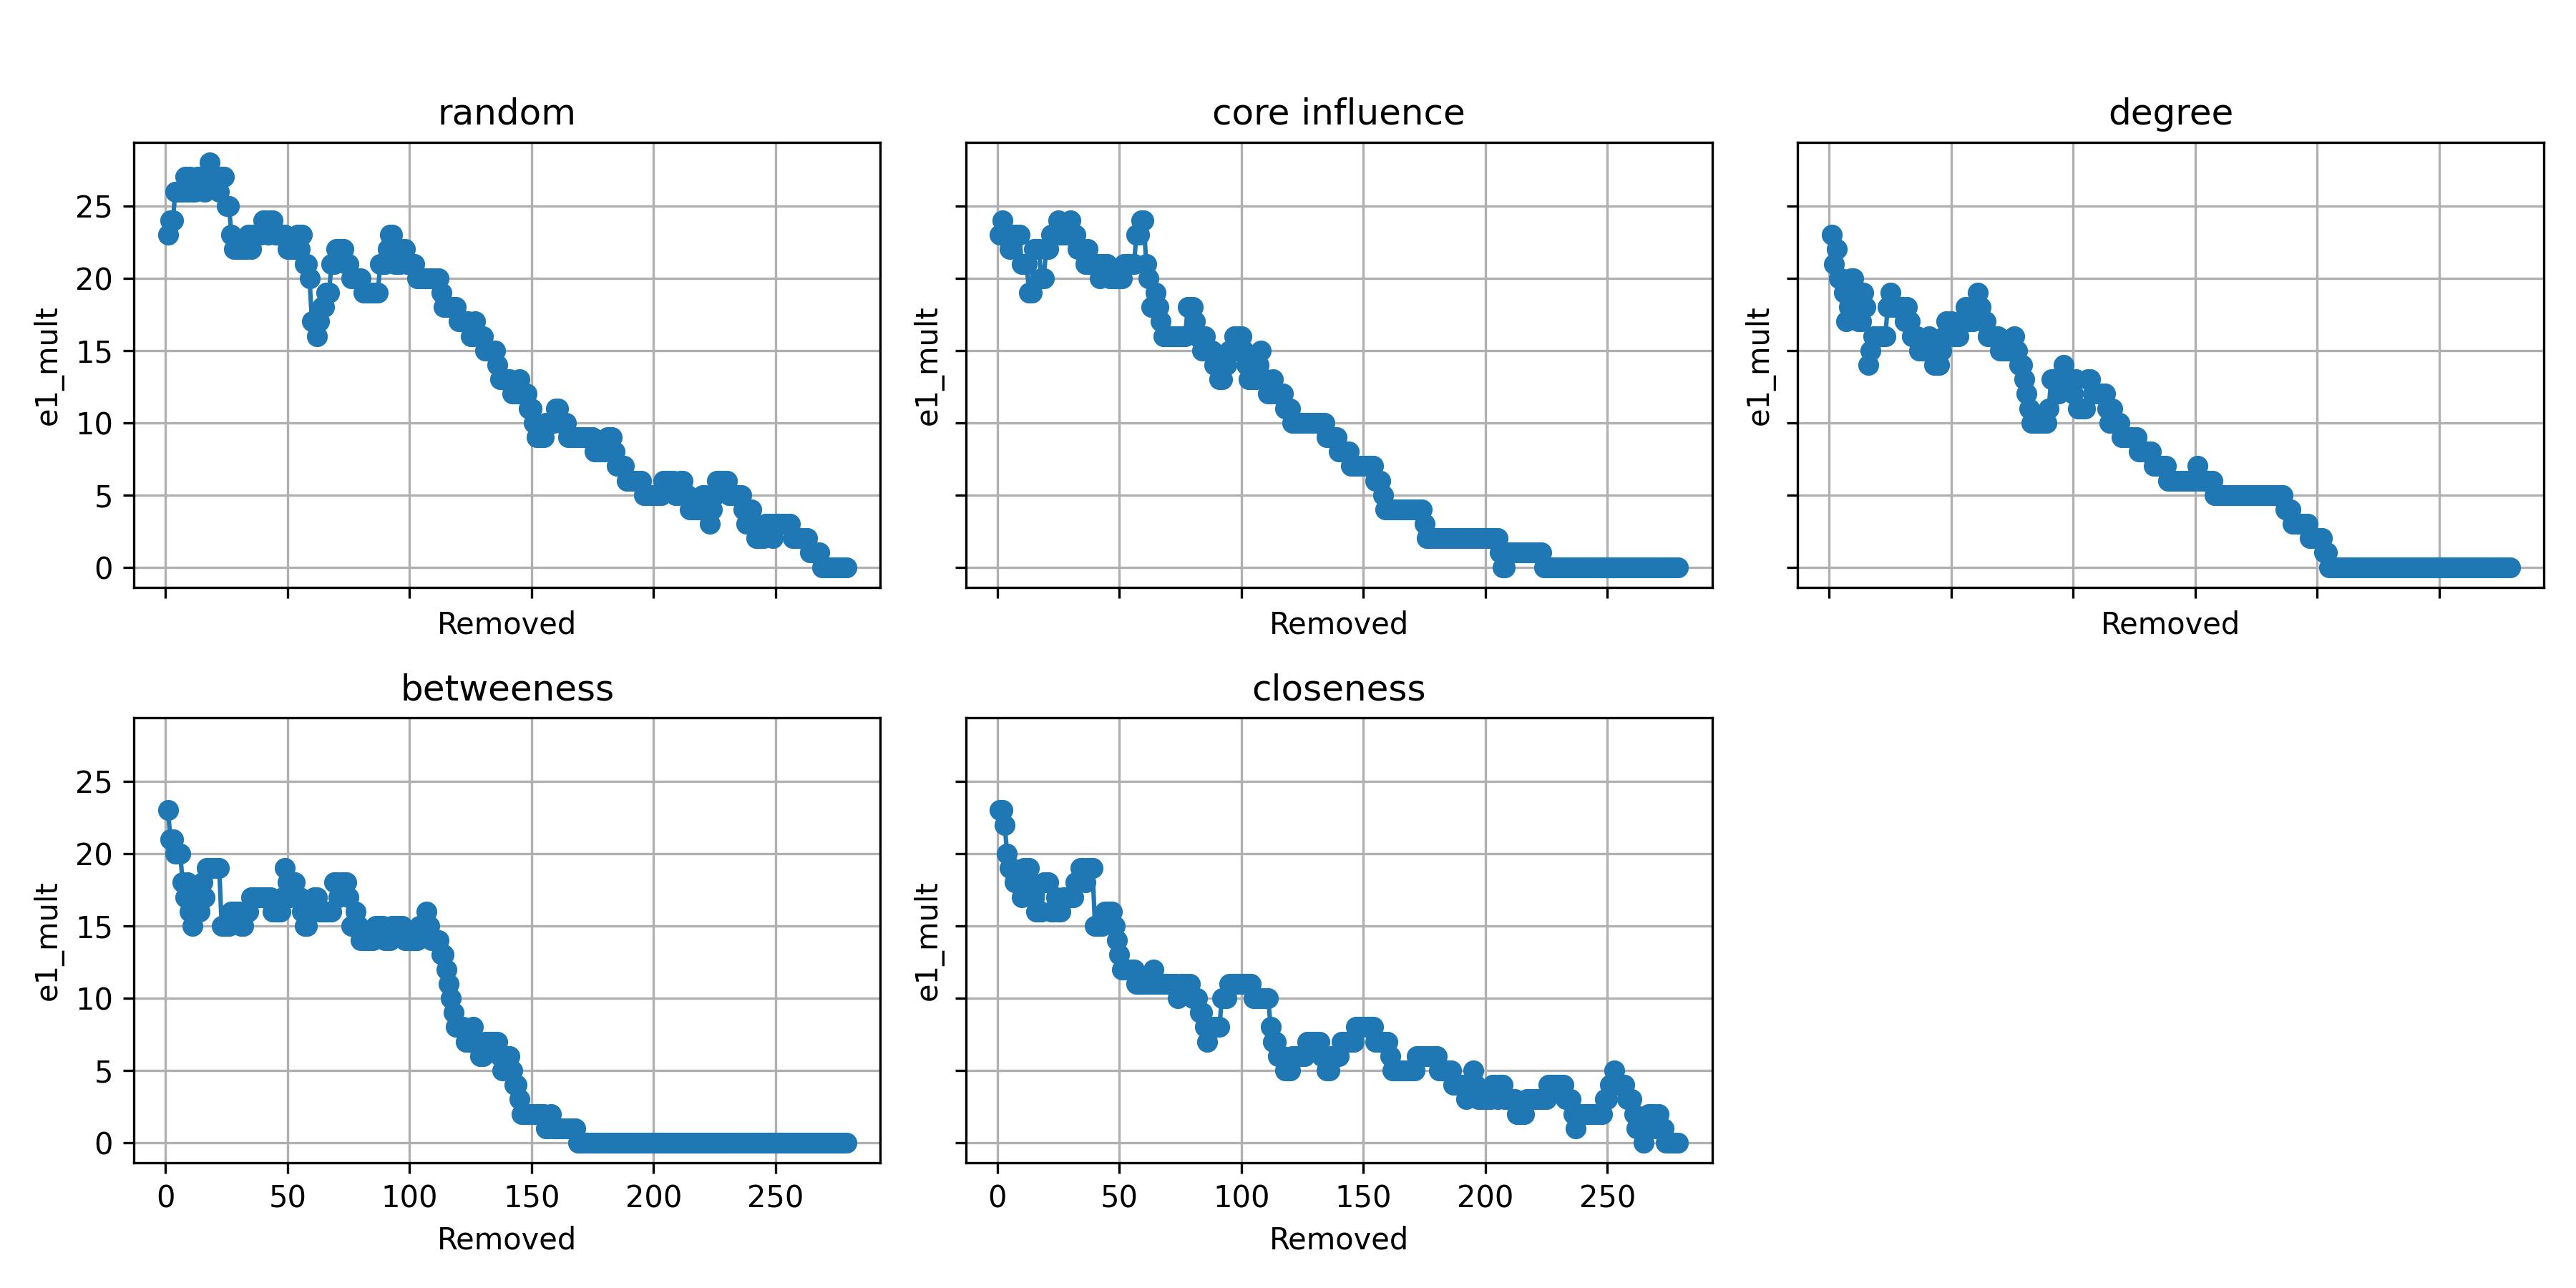 random
25
20
15
10
5
0
e1_mult
Removed
core influence
e1_mult
Removed
degree
e1_mult
Removed
betweeness
25
20
15
10
5
0
e1_mult
0 50 100 150 200 250
Removed
closeness
e1_mult
0 50 100 150 200 250
Removed